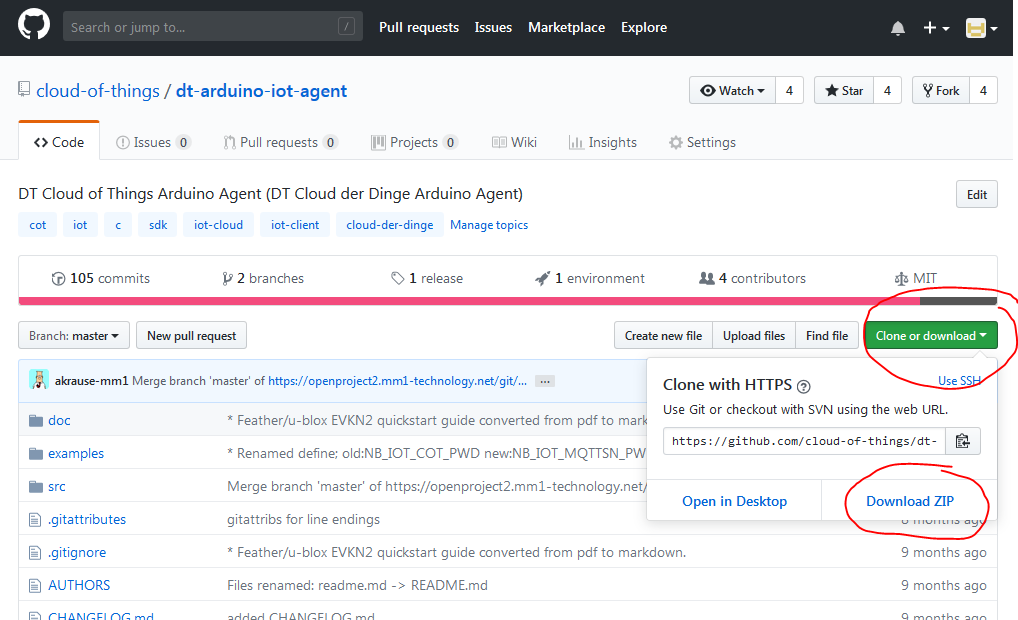 Search or jump to... / Pull requests Issues Marketplace Explore
cloud-of-things / dt-arduino-iot-agent Watch 4 Star 4 Fork 4
Code Issues 0 Pull requests 0 Projects 0 Wiki Insights Settings
DT Cloud of Things Arduino Agent (DT Cloud der Dinge Arduino Agent) Edit
cot iot c sdk iot-cloud iot-client cloud-der-dinge Manage topics
105 commits 2 branches 1 release 1 environment 4 contributors MIT
Branch: master New pull request Create new file Upload files Find file Clone or download
akrause-mm1 Merge branch 'master' of https://openproject2.mm1-technology.net/git/... ...
Clone with HTTPS ? Use SSH
Use Git or checkout with SVN using the web URL.
https://github.com/cloud-of-things/dt-
Open in Desktop Download ZIP
doc * Feather/u-blox EVKN2 quickstart guide converted from pdf to mark
examples * Renamed define; old:NB_IOT_COT_PWD new:NB_IOT_MQTTSN_PW
src Merge branch 'master' of https://openproject2.mm1-technology.net/
.gitattributes gitattribs for line endings 8 months ago
.gitignore * Feather/u-blox EVKN2 quickstart guide converted from pdf to markdown. 9 months ago
AUTHORS Files renamed: readme.md -> README.md 9 months ago
CHANGELOG.md added CHANGELOG.md 9 months ago